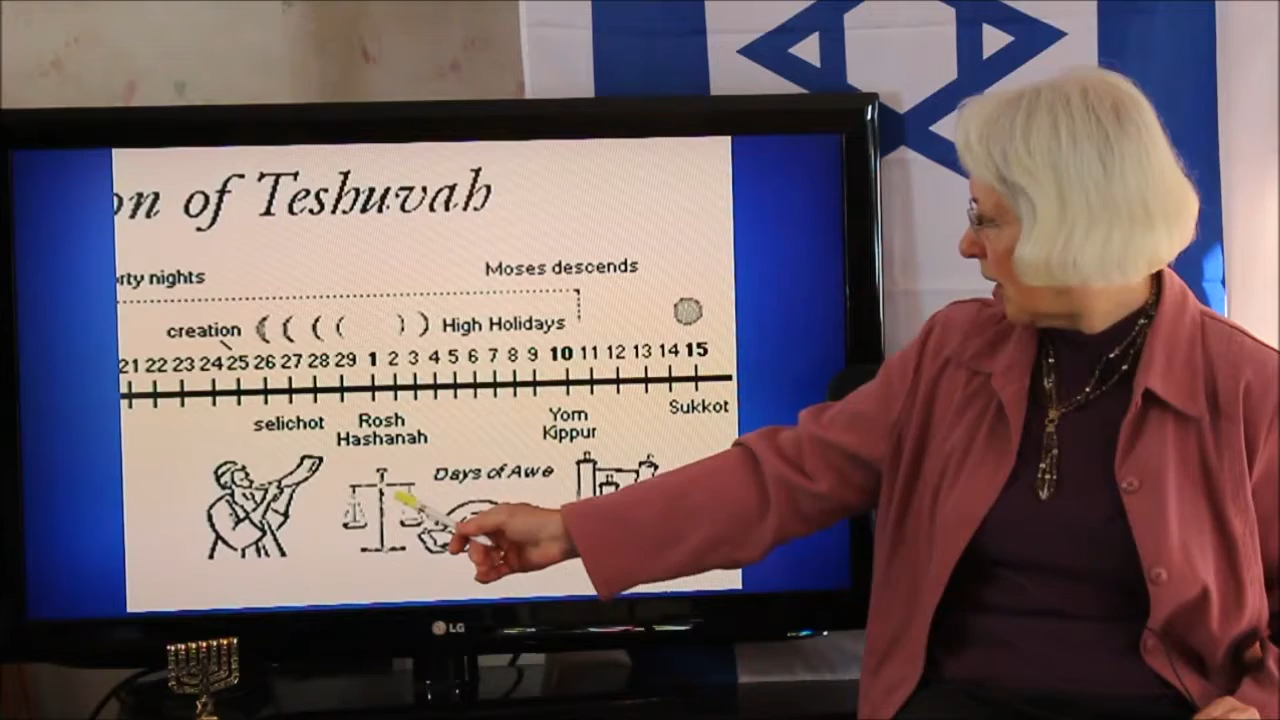 on of Teshuvah
rty nights
Moses descends
creation ( ( ( ( ) ) High Holidays
21 22 23 24 25 26 27 28 29 1 2 3 4 5 6 7 8 9 10 11 12 13 14 15
selichot
Rosh
Hashanah
Yom
Kippur
Sukkot
Days of Awe
LG